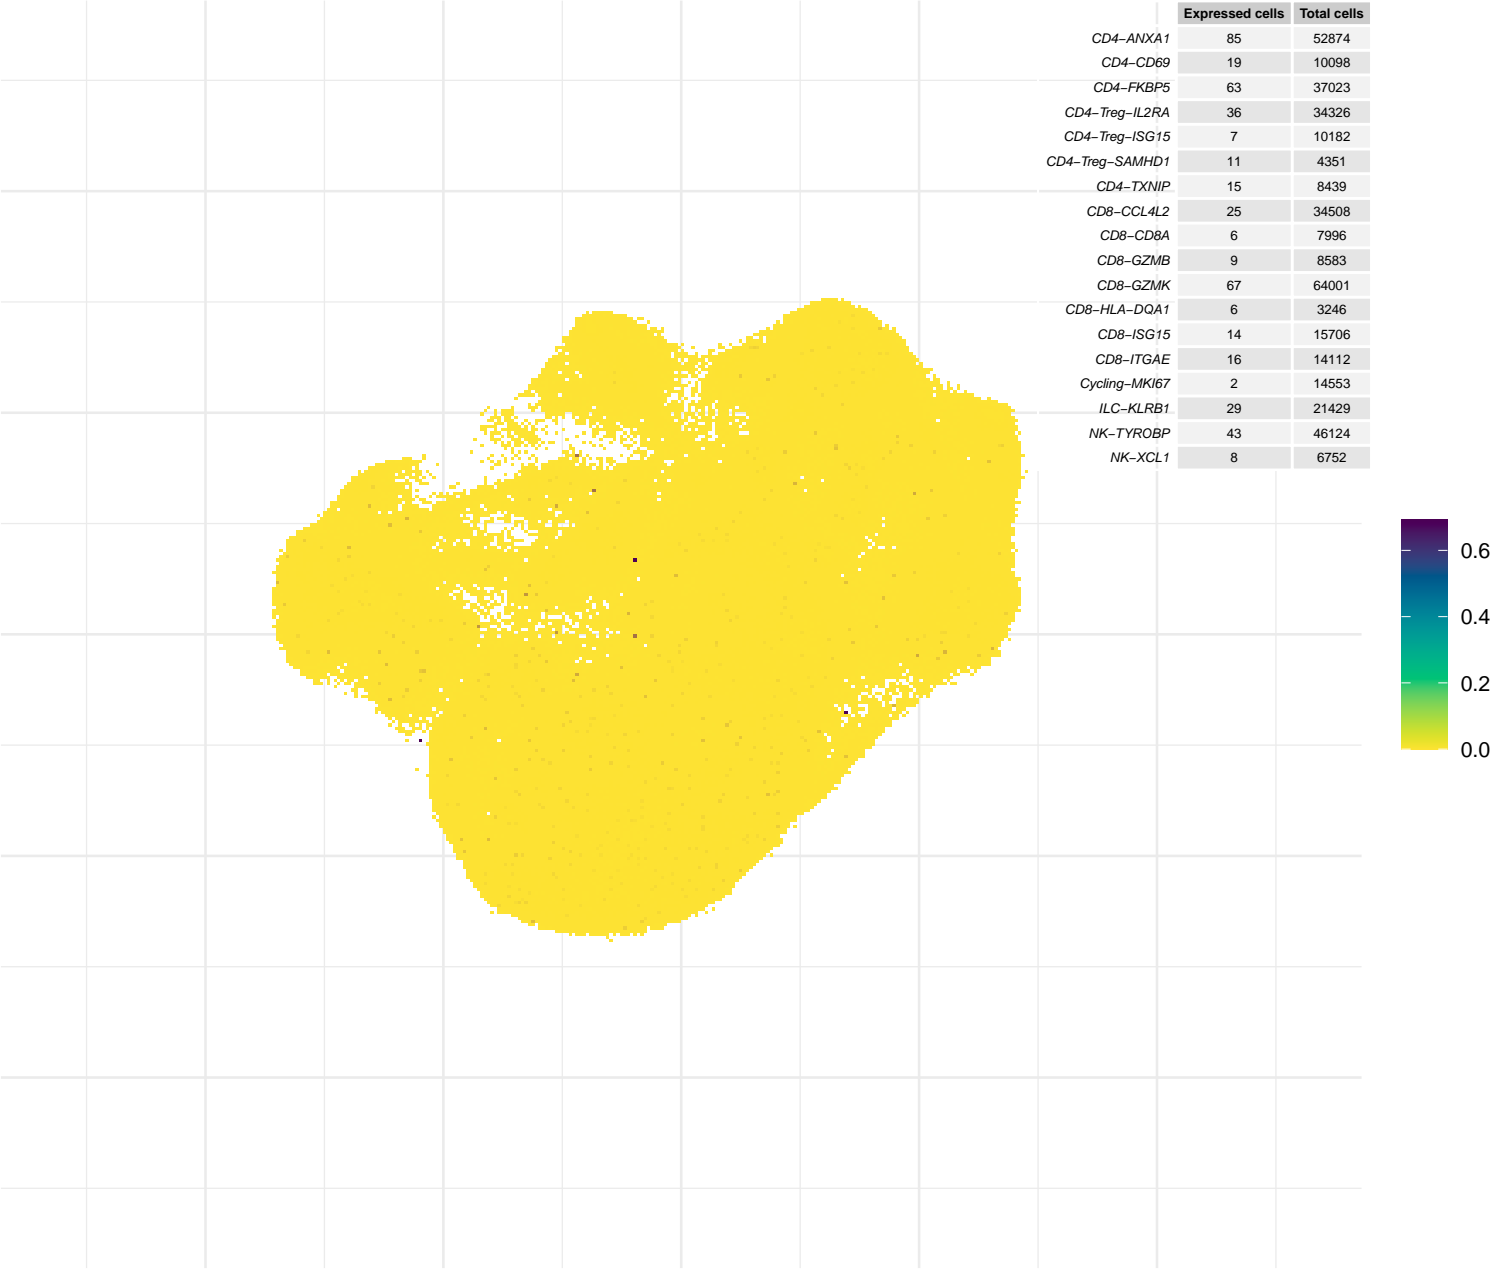 Expressed cells Total cells
CD4−ANXA1 85 52874
CD4−CD69 19 10098
CD4−FKBP5 63 37023
CD4−Treg−IL2RA 36 34326
CD4−Treg−ISG15 7 10182
CD4−Treg−SAMHD1 11 4351
CD4−TXNIP 15 8439
CD8−CCL4L2 25 34508
CD8−CD8A 6 7996
CD8−GZMB 9 8583
CD8−GZMK 67 64001
CD8−HLA−DQA1 6 3246
CD8−ISG15 14 15706
CD8−ITGAE 16 14112
Cycling−MKI67 2 14553
ILC−KLRB1 29 21429
NK−TYROBP 43 46124
NK−XCL1 8 6752
0.6
0.4
0.2
0.0